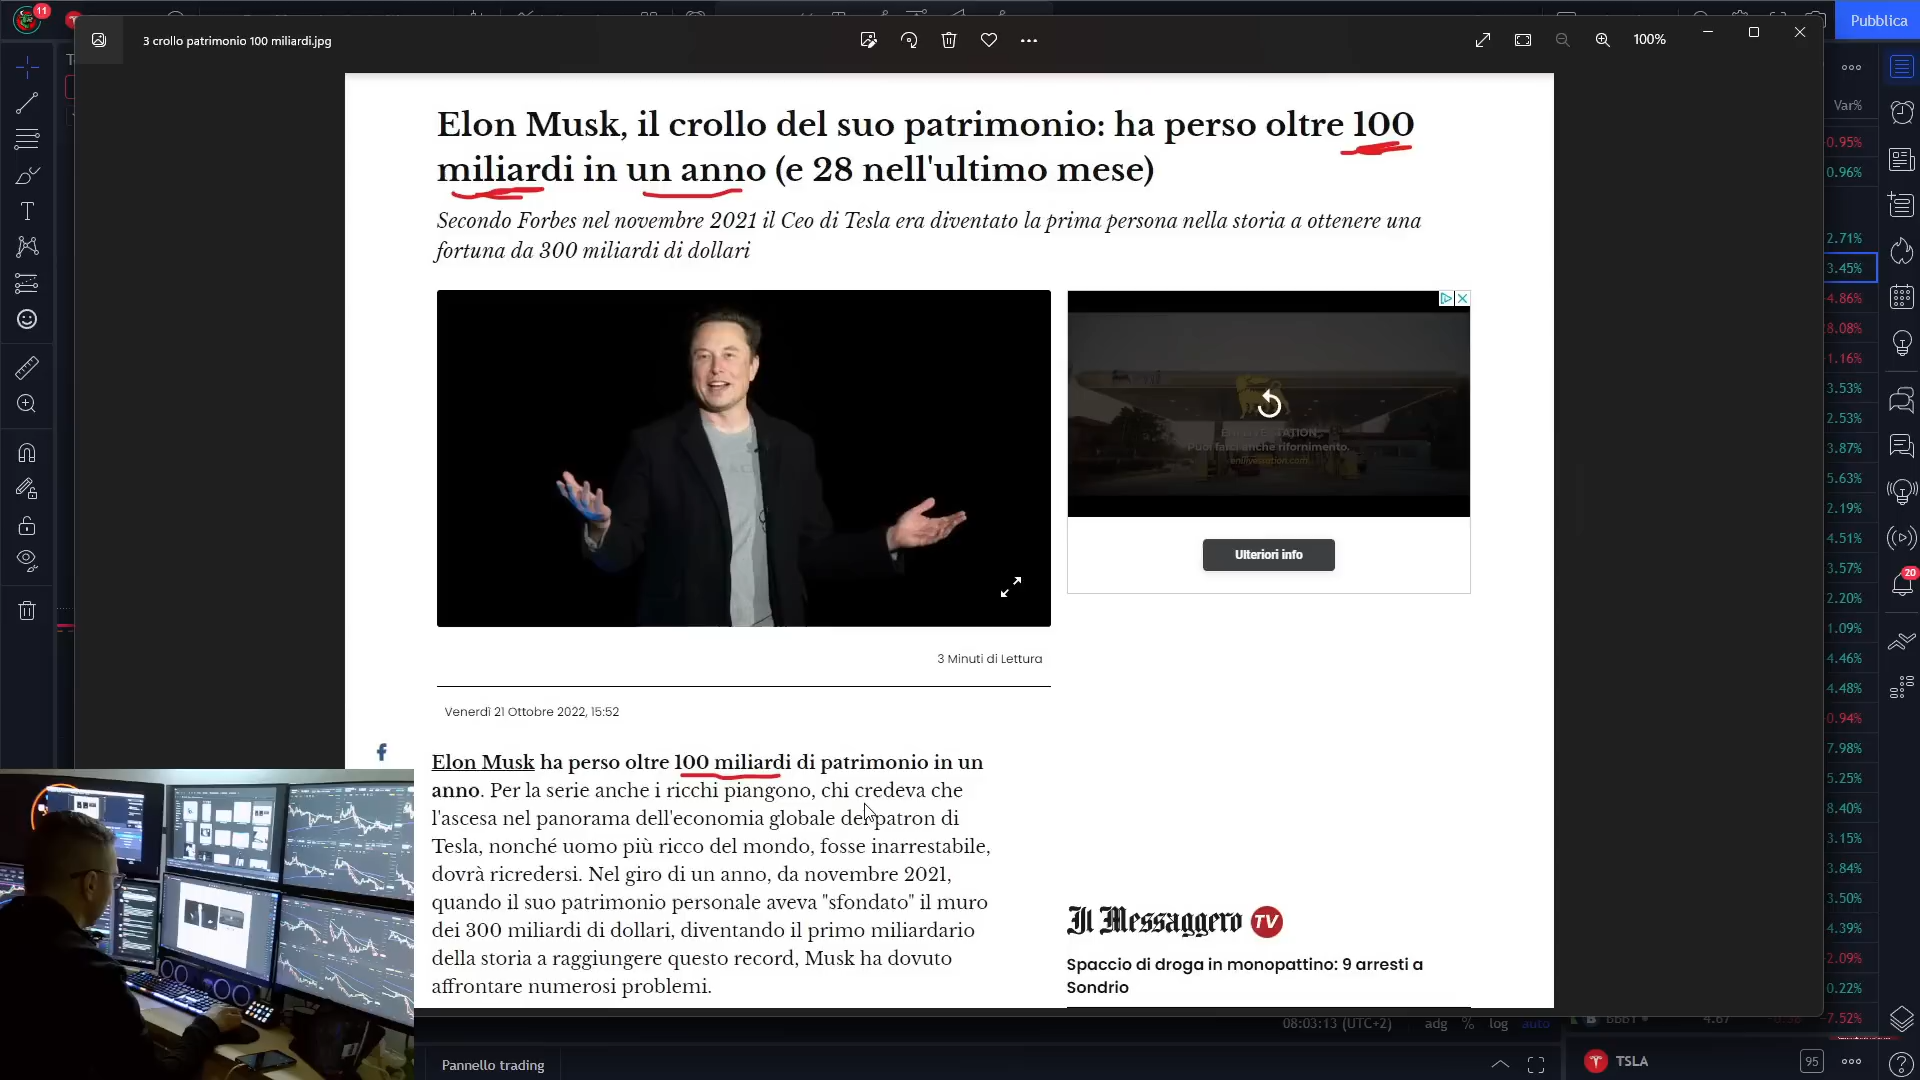 11
Pubblica
3 crollo patrimonio 100 miliardi.jpg
100%
Var%
Elon Musk, il crollo del suo patrimonio: ha perso oltre 100
miliardi in un anno (e 28 nell'ultimo mese)
Secondo Forbes nel novembre 2021 il Ceo di Tesla era diventato la prima persona nella storia a ottenere una
fortuna da 300 miliardi di dollari
0.95%
0.96%
2.71%
3.45%
4.86%
8.08%
1.16%
3.53%
2.53%
3.87%
5.63%
2.19%
4.51%
3.57%
2.20%
1.09%
4.46%
4.48%
0.94%
7.98%
5.25%
8.40%
3.15%
3.84%
3.50%
4.39%
2.09%
0.22%
-7.52%
20
Puoi farci anche rifornimento.
enilivestation.com
Ulteriori info
3 Minuti di Lettura
Venerdì 21 Ottobre 2022, 15:52
Elon Musk ha perso oltre 100 miliardi di patrimonio in un
anno. Per la serie anche i ricchi piangono, chi credeva che
l'ascesa nel panorama dell'economia globale del patron di
Tesla, nonché uomo più ricco del mondo, fosse inarrestabile,
dovrà ricredersi. Nel giro di un anno, da novembre 2021,
quando il suo patrimonio personale aveva "sfondato" il muro
dei 300 miliardi di dollari, diventando il primo miliardario
della storia a raggiungere questo record, Musk ha dovuto
affrontare numerosi problemi.
Il Messaggero TV
Spaccio di droga in monopattino: 9 arresti a
Sondrio
08:03:13 (UTC+2)
adg % log auto
Pannello trading
TSLA
95